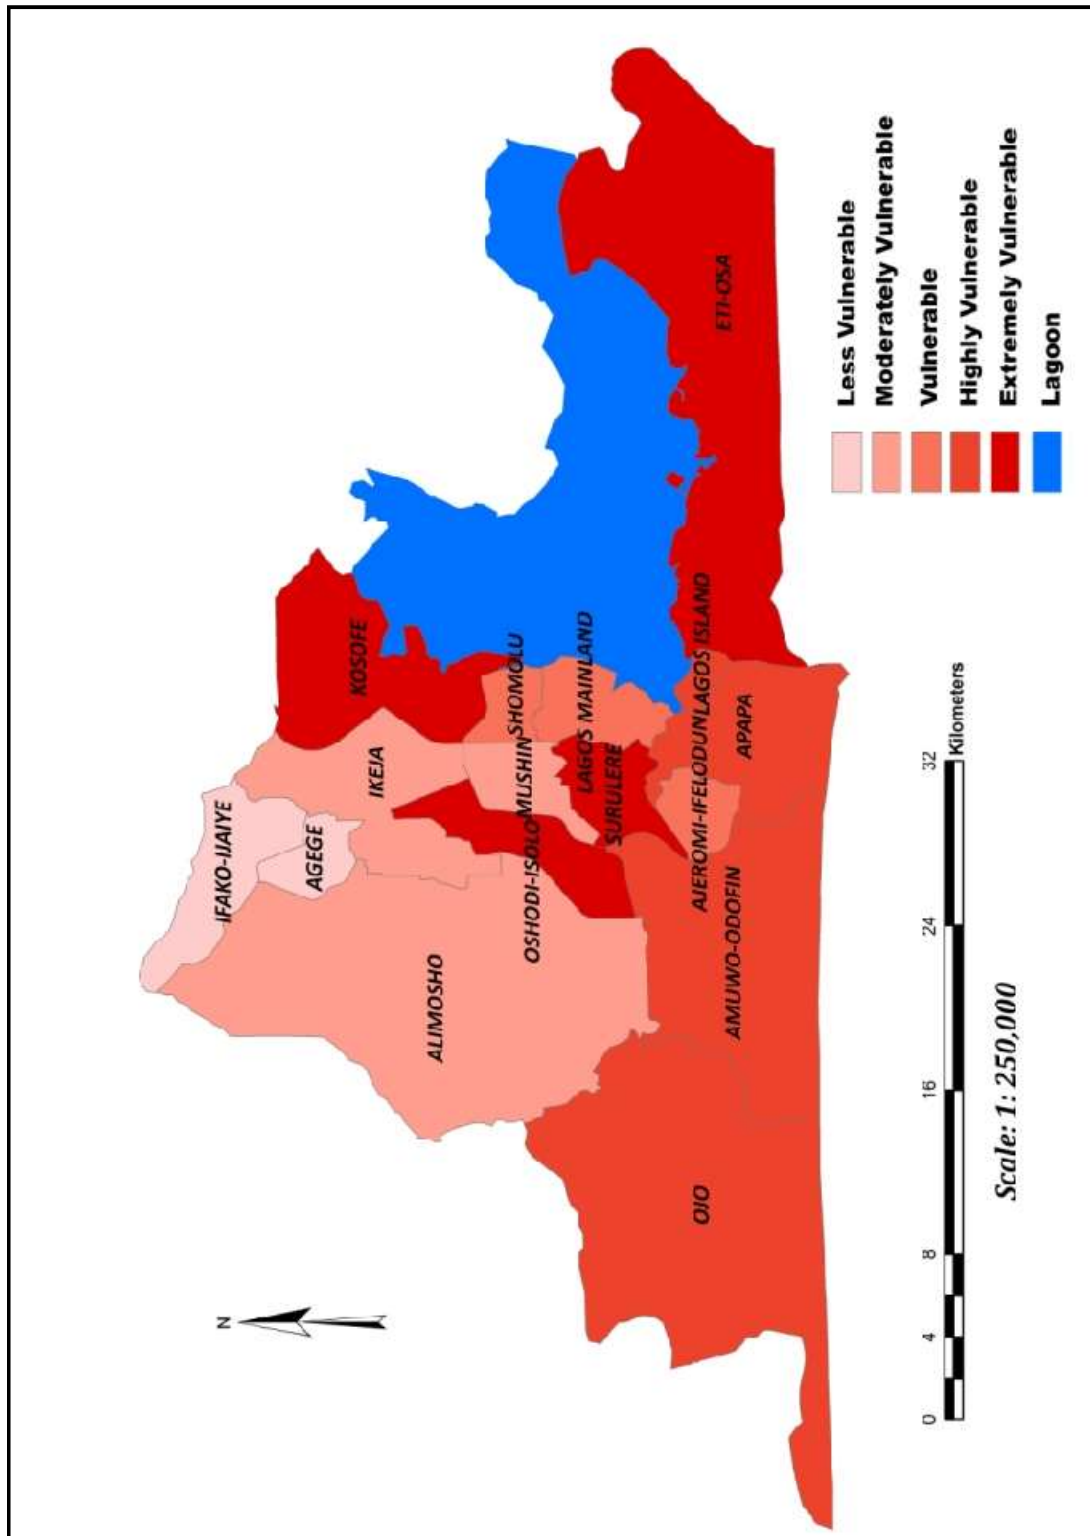 N
IFAKO-IJAIYE
AGEGE
IKEJA
KOSOFE
ALIMOSHO
OSHODI-ISOLO
MUSHIN
SHOMOLU
LAGOS MAINLAND
SURULERE
OJO
AMUWO-ODOFIN
AJEROMI-IFELODUN
LAGOS ISLAND
APAPA
ETI-OSA
Less Vulnerable
Moderately Vulnerable
Vulnerable
Highly Vulnerable
Extremely Vulnerable
Lagoon
0 4 8 16 24 32
Kilometers
Scale: 1: 250,000